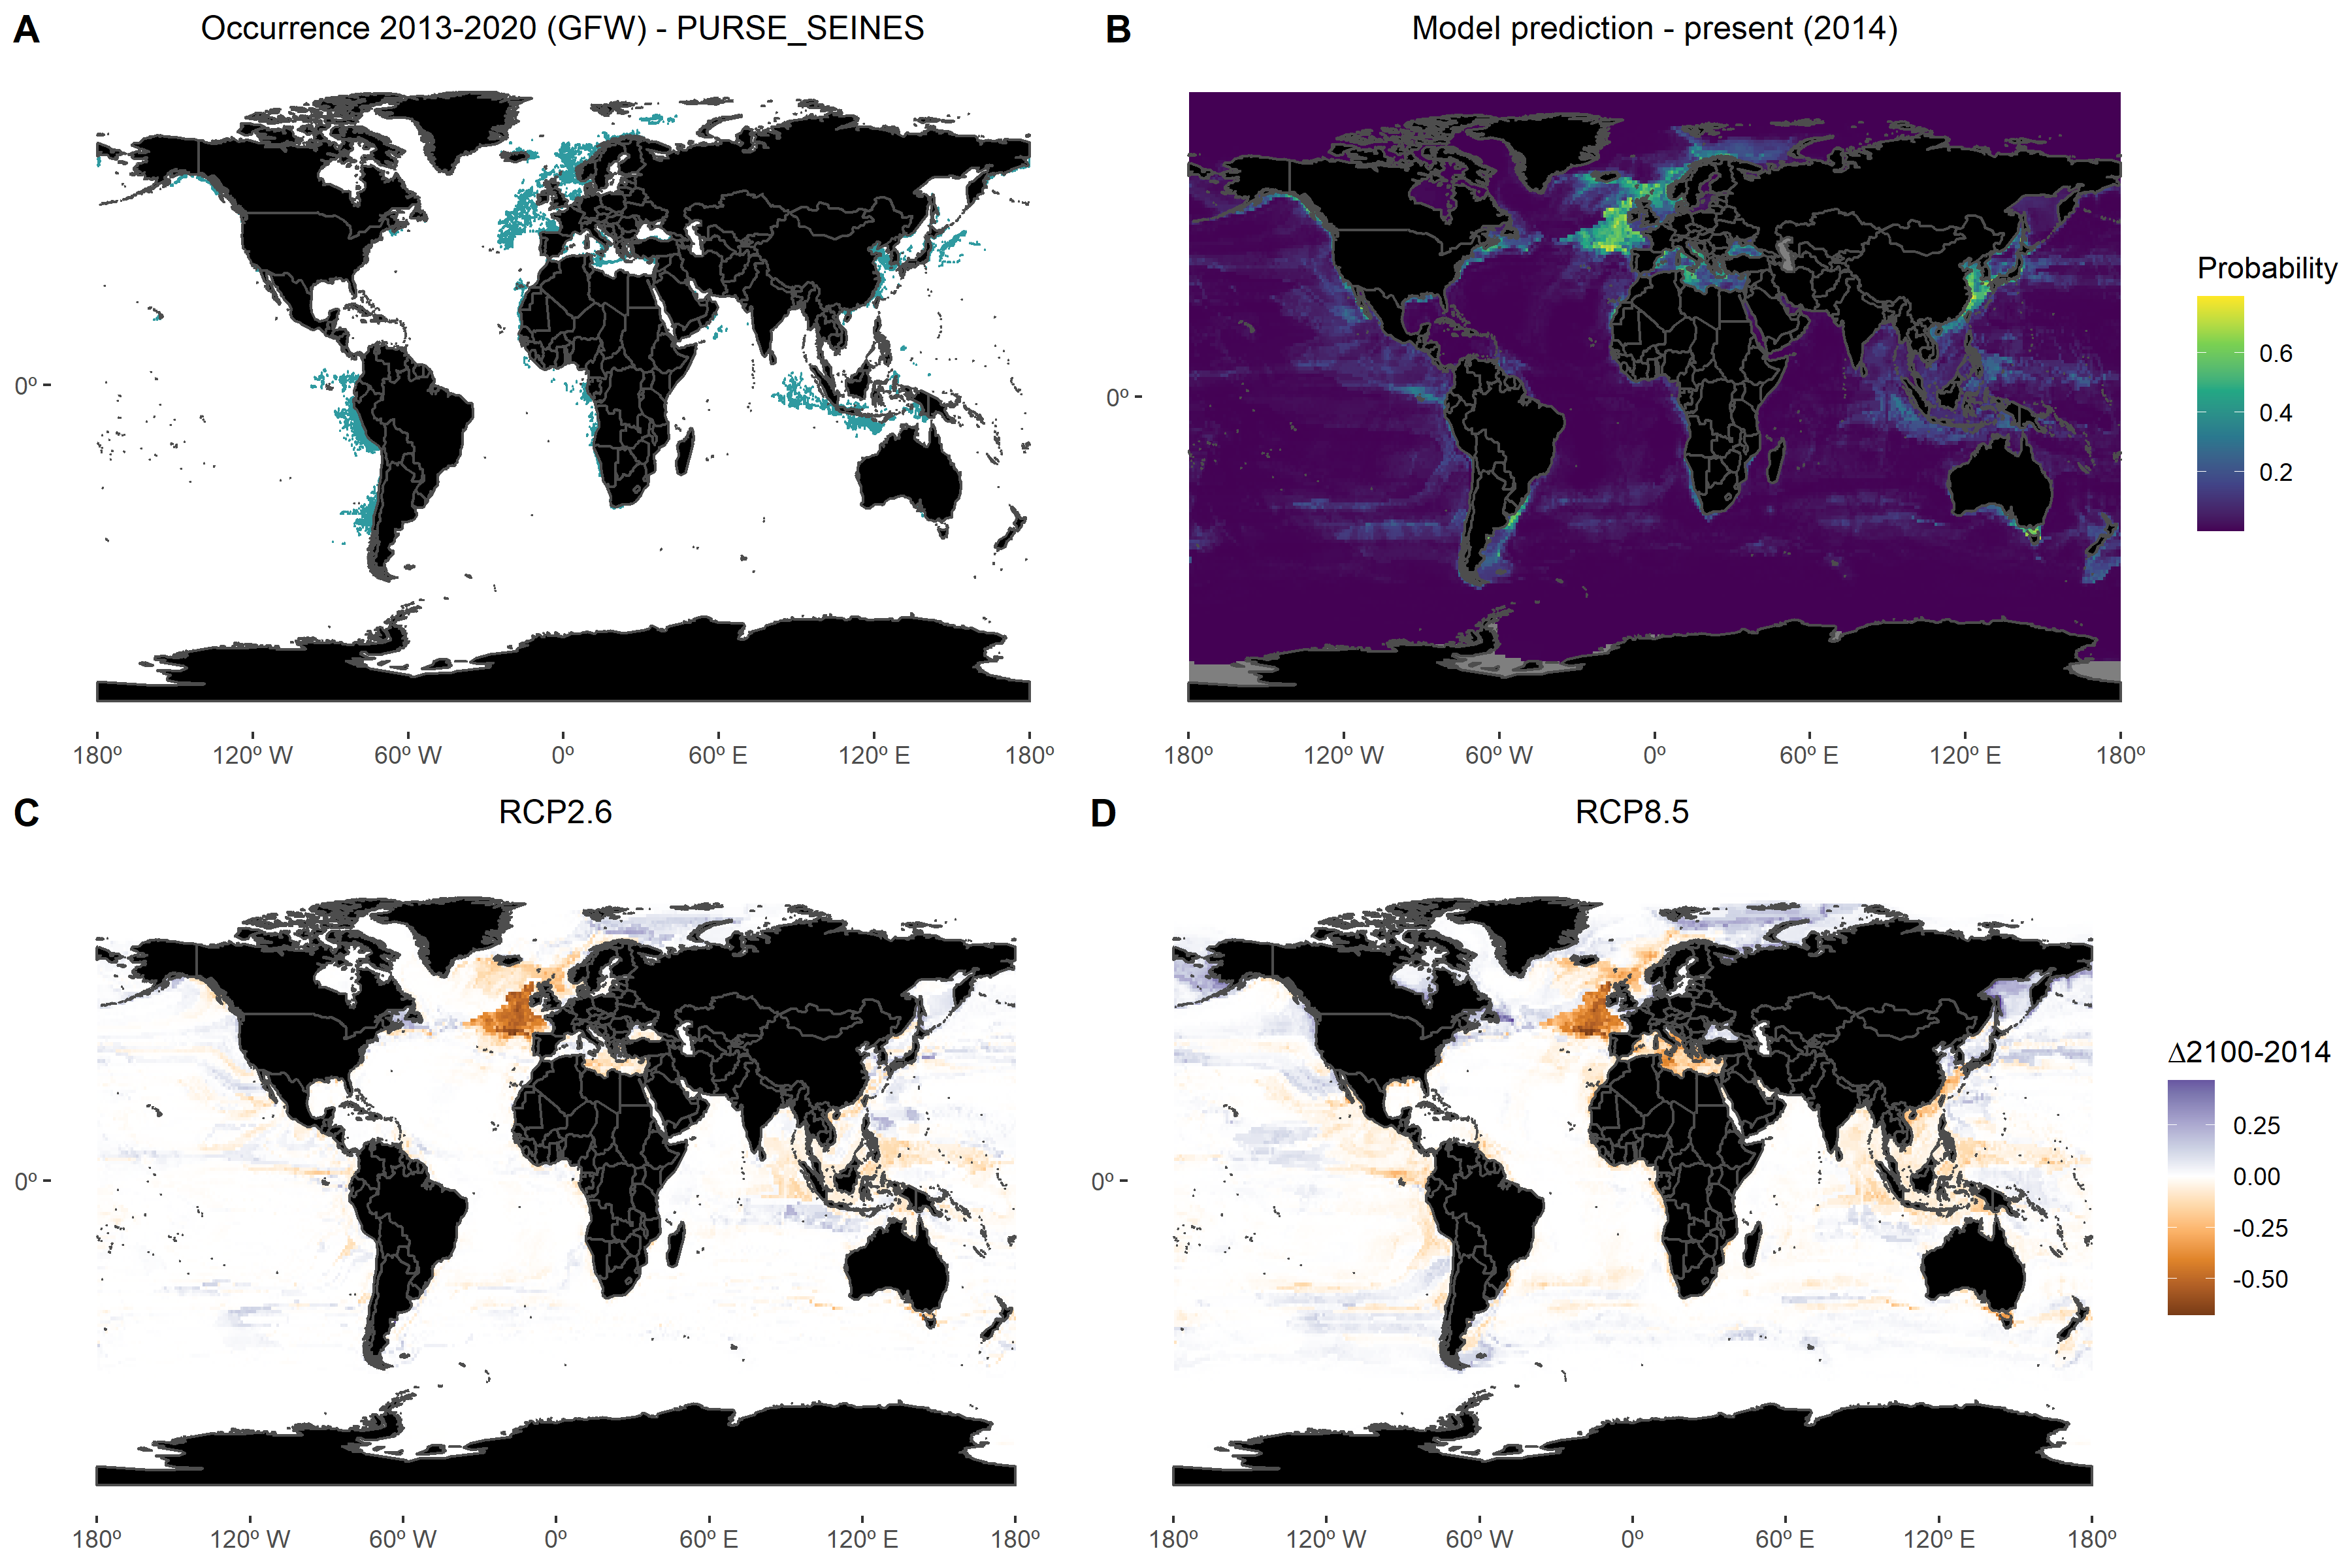 A
Occurrence 2013-2020 (GFW) - PURSE_SEINES
0º
180º 120º W 60º W 0º 60º E 120º E 180º
B
Model prediction - present (2014)
0º
180º 120º W 60º W 0º 60º E 120º E 180º
Probability
0.6
0.4
0.2
C
RCP2.6
0º
180º 120º W 60º W 0º 60º E 120º E 180º
D
RCP8.5
0º
180º 120º W 60º W 0º 60º E 120º E 180º
Δ2100-2014
0.25
0.00
-0.25
-0.50